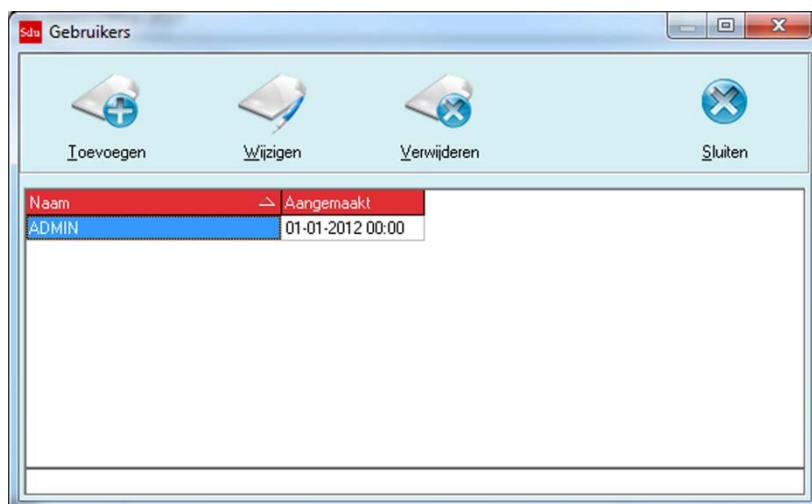 Sdu Gebruikers
Toevoegen Wijzigen Verwijderen Sluiten
Naam Aangemaakt
ADMIN 01-01-2012 00:00